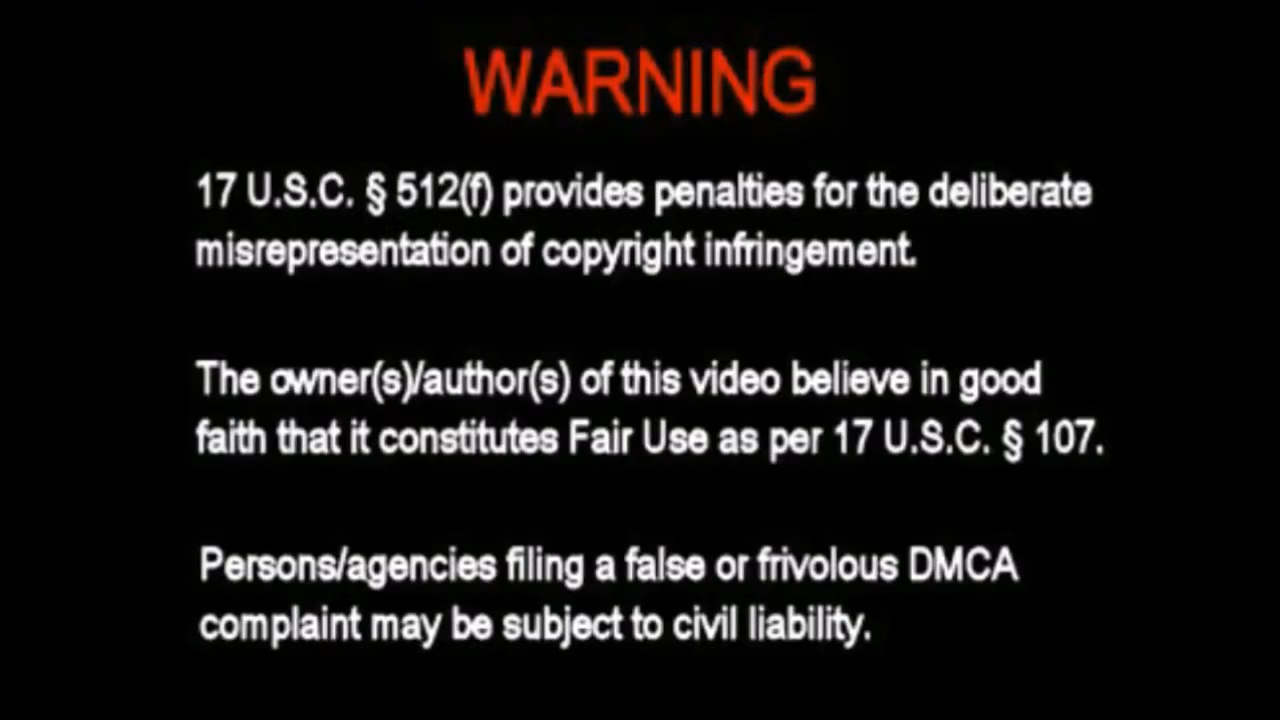 WARNING
17 U.S.C. § 512(f) provides penalties for the deliberate
misrepresentation of copyright infringement.
The owner(s)/author(s) of this video believe in good
faith that it constitutes Fair Use as per 17 U.S.C. § 107.
Persons/agencies filing a false or frivolous DMCA
complaint may be subject to civil liability.